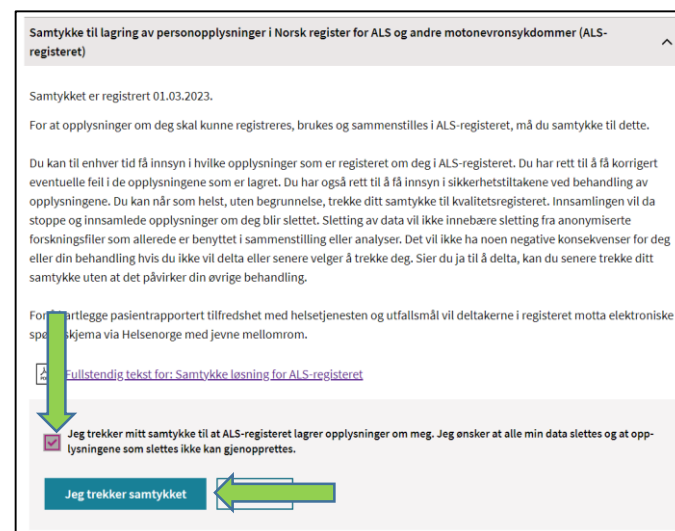 Samtykke til lagring av personopplysninger i Norsk register for ALS og andre motonevronsykdommer (ALS-
registeret)
Samtykket er registrert 01.03.2023.
For at opplysninger om deg skal kunne registreres, brukes og sammenstilles i ALS-registeret, må du samtykke til dette.
Du kan til enhver tid få innsyn i hvilke opplysninger som er registeret om deg i ALS-registeret. Du har rett til å få korrigert
eventuelle feil i de opplysningene som er lagret. Du har også rett til å få innsyn i sikkerhetstiltakene ved behandling av
opplysningene. Du kan når som helst, uten begrunnelse, trekke ditt samtykke til kvalitetsregisteret. Innsamlingen vil da
stoppe og innsamlede opplysninger om deg blir slettet. Sletting av data vil ikke innebære sletting fra anonymiserte
forskningsfiler som allerede er benyttet i sammenstilling eller analyser. Det vil ikke ha noen negative konsekvenser for deg
eller din behandling hvis du ikke vil delta eller senere velger å trekke deg. Sier du ja til å delta, kan du senere trekke ditt
samtykke uten at det påvirker din øvrige behandling.
For pasientrapportert tilfredshet med helsetjenesten og utfallsmål vil deltakerne i registeret motta elektroniske
via Helsenorge med jevne mellomrom.
Fullstendig tekst for: Samtykke løsning for ALS-registeret
Jeg trekker mitt samtykke til at ALS-registeret lagrer opplysninger om meg. Jeg ønsker at alle min data slettes og at opp-
lysningene som slettes ikke kan gjenopprettes.
Jeg trekker samtykket